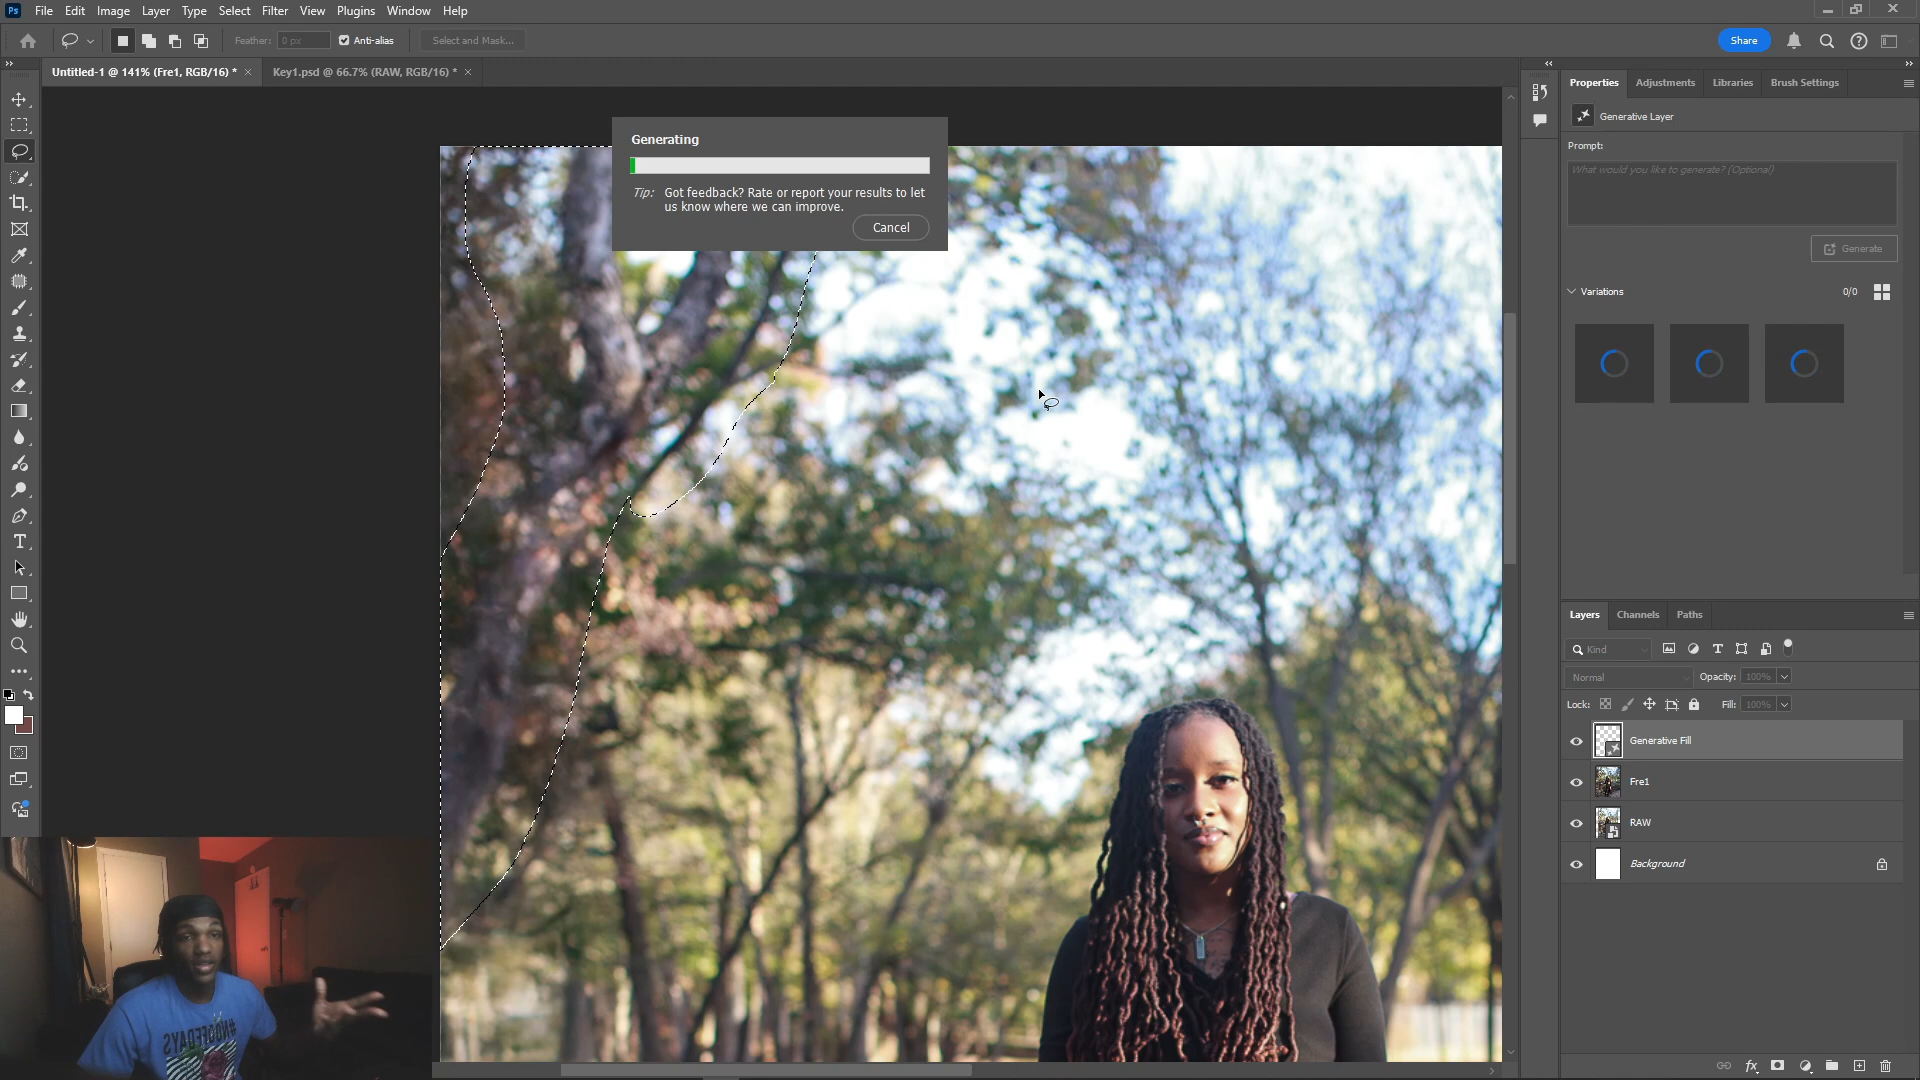 Ps File Edit Image Layer Type Select Filter View Plugins Window Help
Feather: 0 px Anti-alias Select and Mask... Share
Untitled-1 @ 141% (Fre1, RGB/16) * Key1.psd @ 66.7% (RAW, RGB/16) *
Generating
Tip: Got feedback? Rate or report your results to let
us know where we can improve.
Cancel
Properties Adjustments Libraries Brush Settings
Generative Layer
Prompt:
What would you like to generate? (Optional)
Generate
Variations 0/0
Layers Channels Paths
Kind
Normal Opacity: 100%
Lock: Fill: 100%
Generative Fill
Fre1
RAW
Background
#NOOFFDAYS